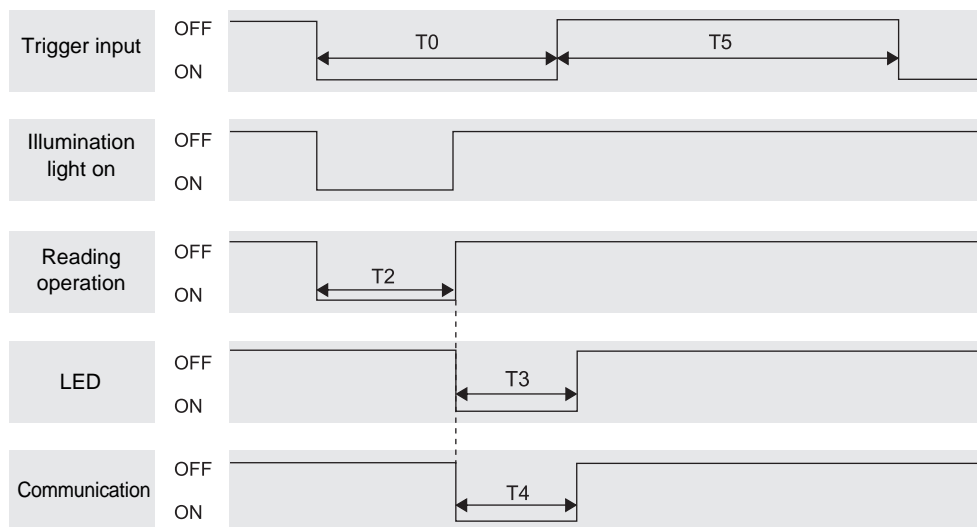 Trigger input
OFF
ON
T0
T5
Illumination
light on
OFF
ON
Reading
operation
OFF
ON
T2
LED
OFF
ON
T3
Communication
OFF
ON
T4